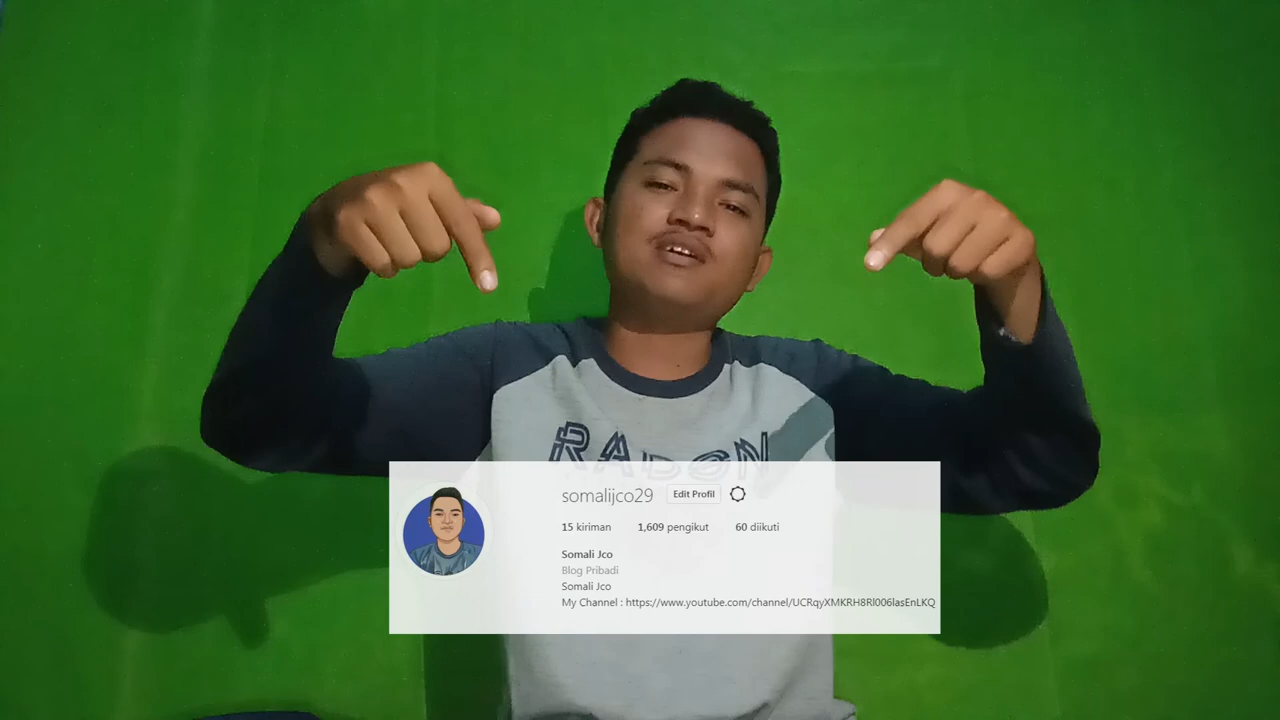 RADON
somalijco29 Edit Profil
15 kiriman 1,609 pengikut 60 diikuti
Somali Jco
Blog Pribadi
Somali Jco
My Channel : https://www.youtube.com/channel/UCRqyXMKRH8Rl006lasEnLKQ